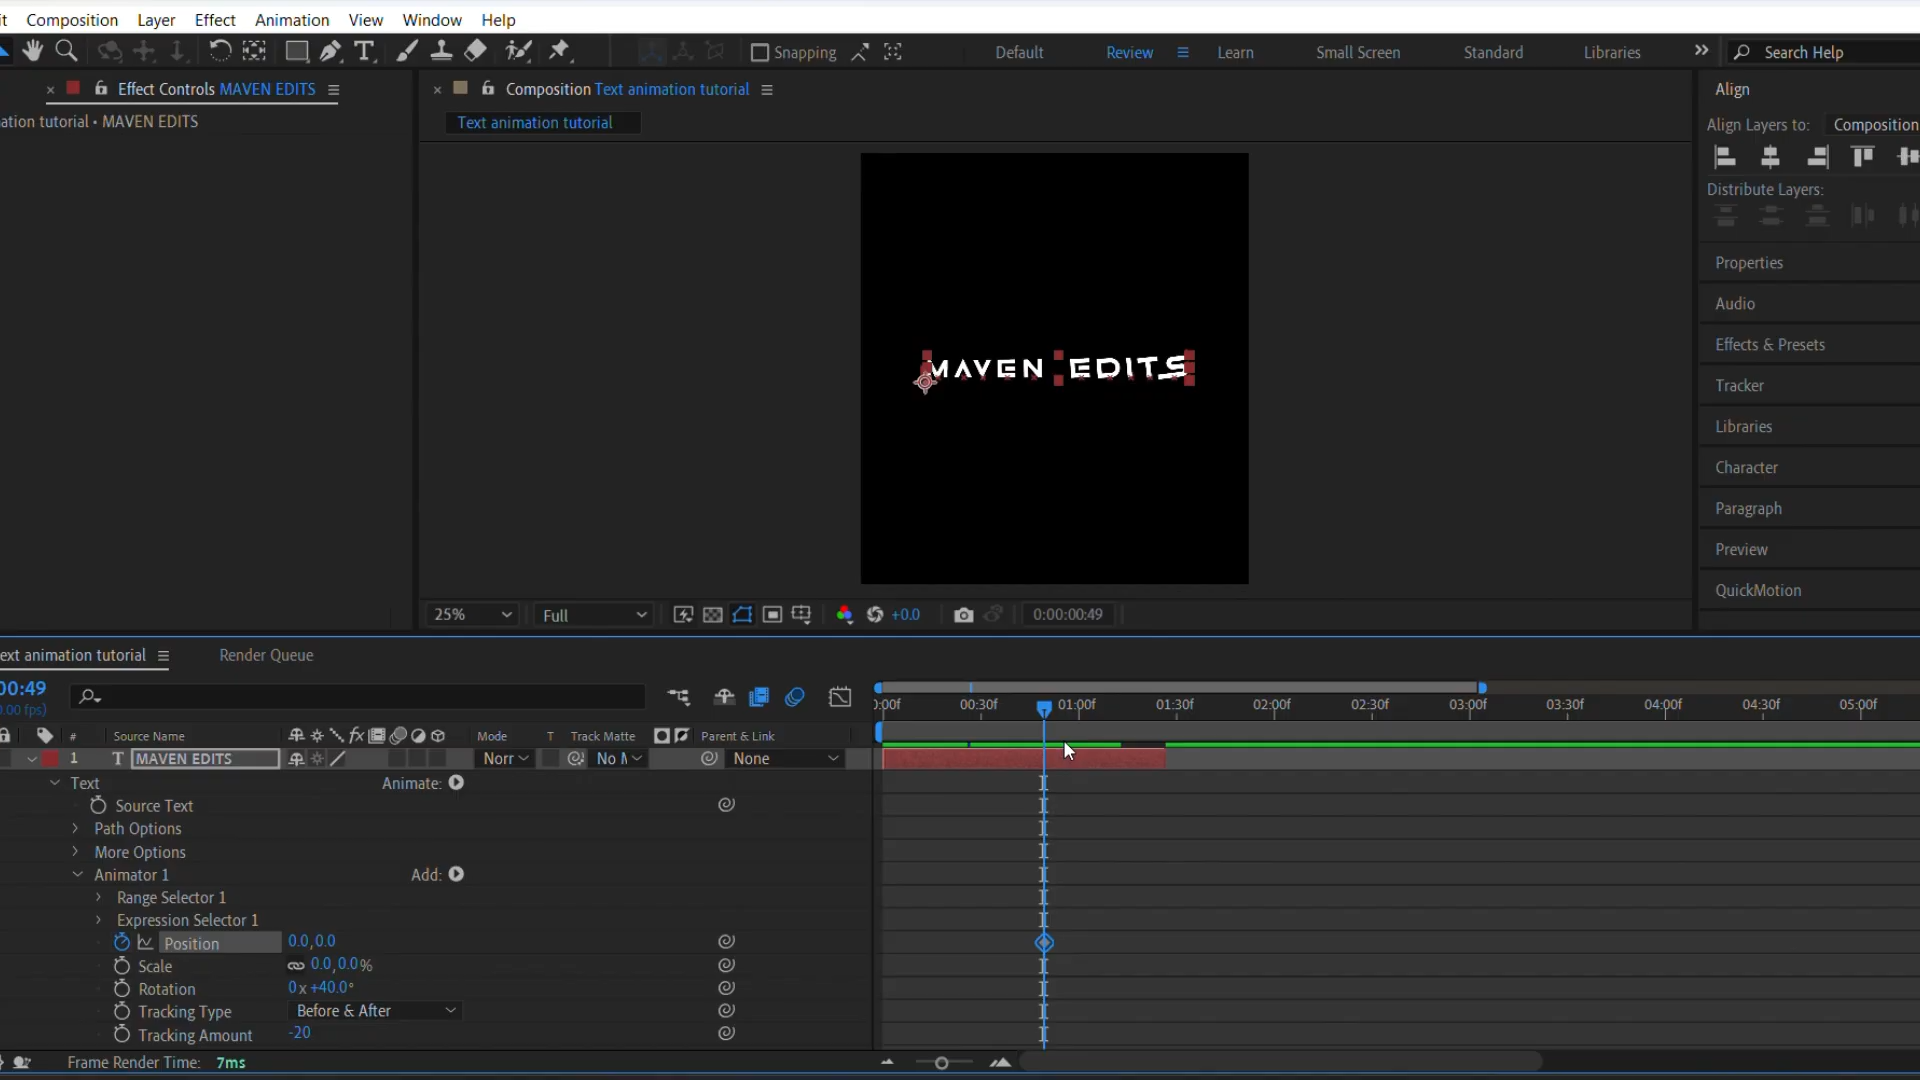 it Composition Layer Effect Animation View Window Help
T Snapping Default Review Learn Small Screen Standard Libraries Search Help
Effect Controls MAVEN EDITS
Composition Text animation tutorial
Align
ation tutorial • MAVEN EDITS
Text animation tutorial
Align Layers to: Composition
Distribute Layers:
Properties
Audio
Effects & Presets
Tracker
Libraries
Character
Paragraph
Preview
QuickMotion
MAVEN EDITS
25% Full +0.0 0:00:00:49
ext animation tutorial Render Queue
00:49
0.00 fps)
):00f 00:30f 01:00f 01:30f 02:00f 02:30f 03:00f 03:30f 04:00f 04:30f 05:00f
# Source Name fx Mode T Track Matte Parent & Link
1 T MAVEN EDITS Norr No M None
Text Animate:
Source Text
Path Options
More Options
Animator 1 Add:
Range Selector 1
Expression Selector 1
Position 0.0,0.0
Scale 0.0,0.0%
Rotation 0x+40.0°
Tracking Type Before & After
Tracking Amount -20
Frame Render Time: 7ms